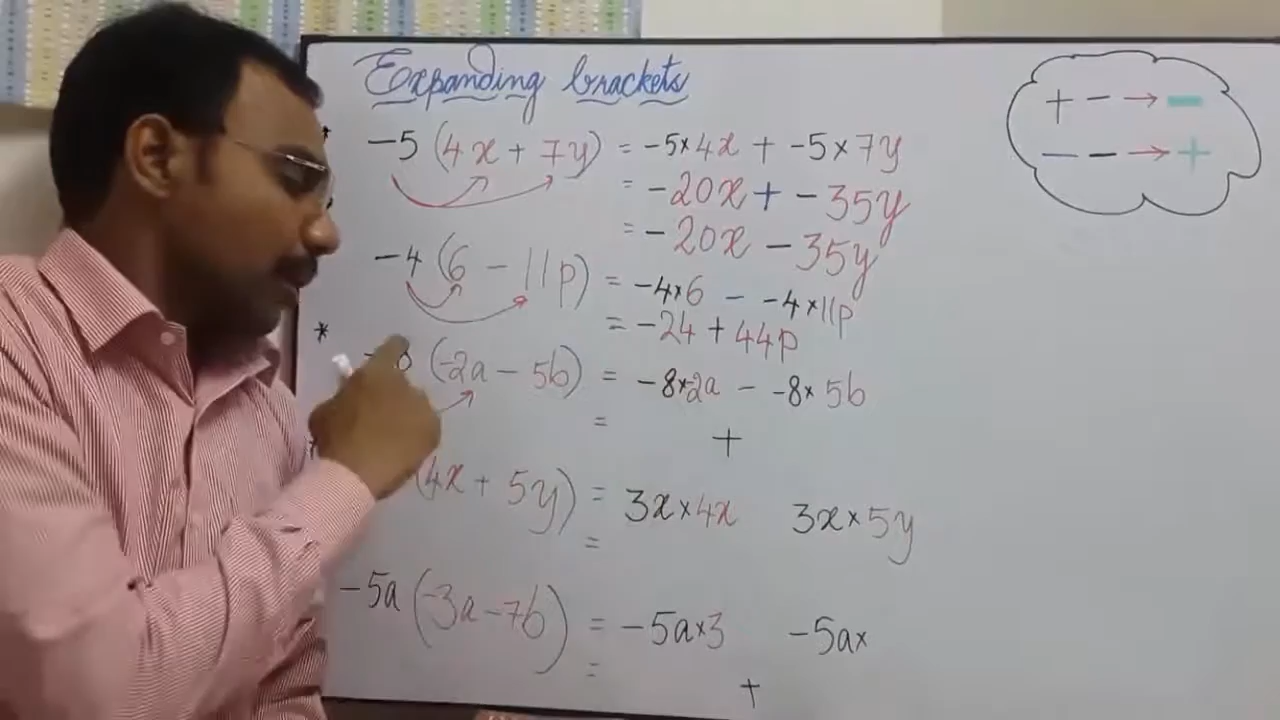 Expanding brackets
+ - → -
- - → +
* -5 (4x + 7y) = -5×4x + -5×7y
= -20x + -35y
= -20x - 35y
-4 (6 - 11p) = -4×6 - -4×11p
= -24 + 44p
* -8 (-2a - 5b) = -8×-2a - -8×5b
= +
(4x + 5y) = 3x×4x 3x×5y
=
-5a (-3a - 7b) = -5a×3 -5a×
= +